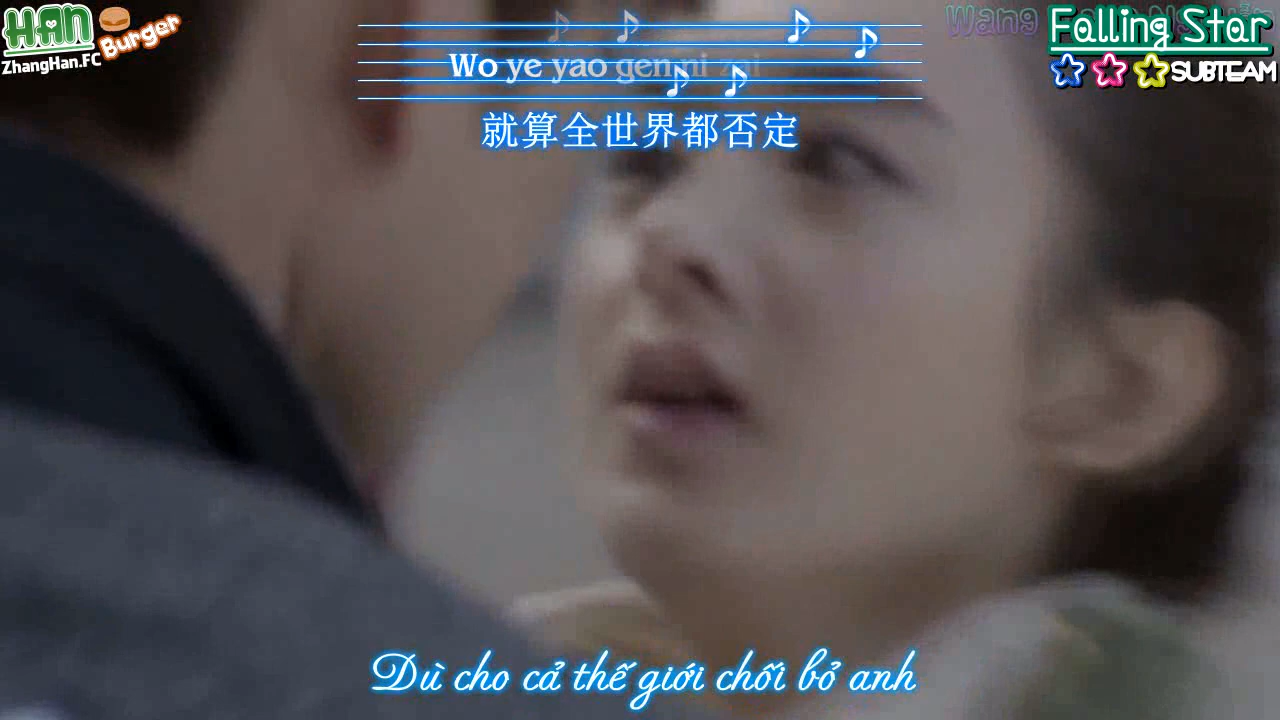 HAN
Burger
ZhangHan.FC
Wang
Falling Star
SUBTEAM
Wo ye yao gen ni zai
就算全世界都否定
Dù cho cả thế giới chối bỏ anh